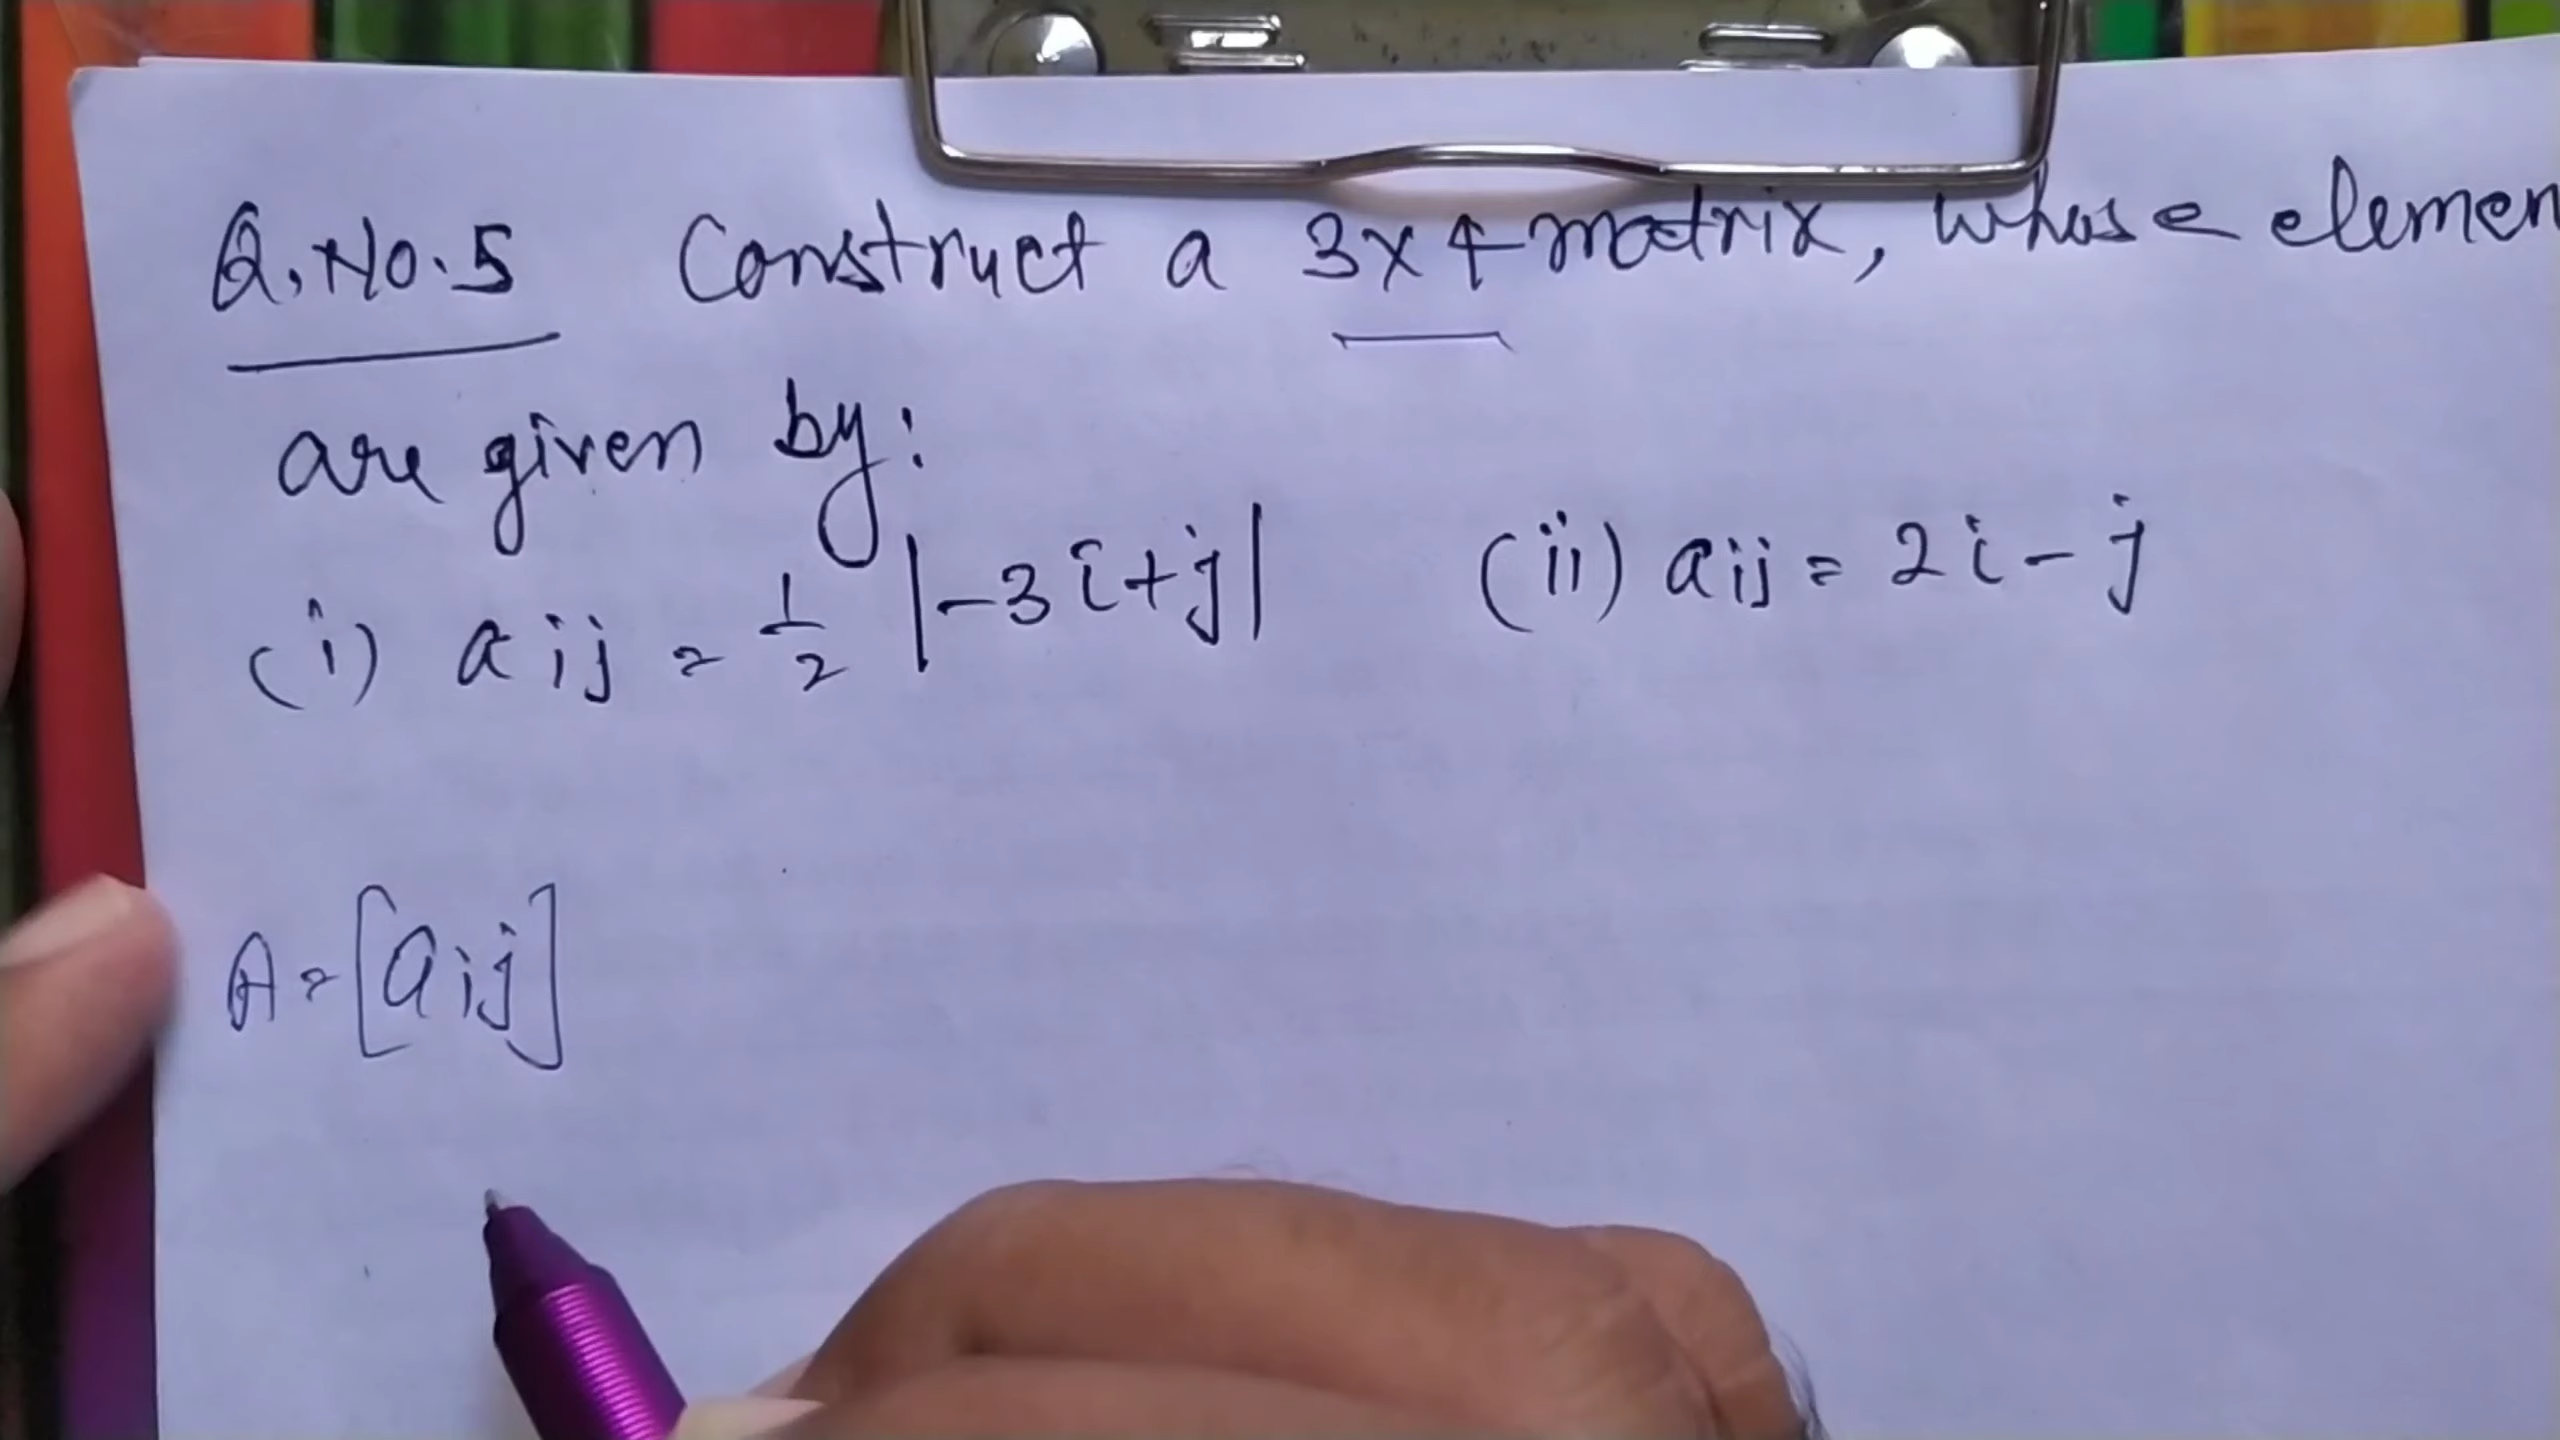 Q.No.5 Construct a 3x4 matrix, whose elemen
are given by:
(i) aij = 1/2 |-3i+j| (ii) aij = 2i-j
A = [aij]